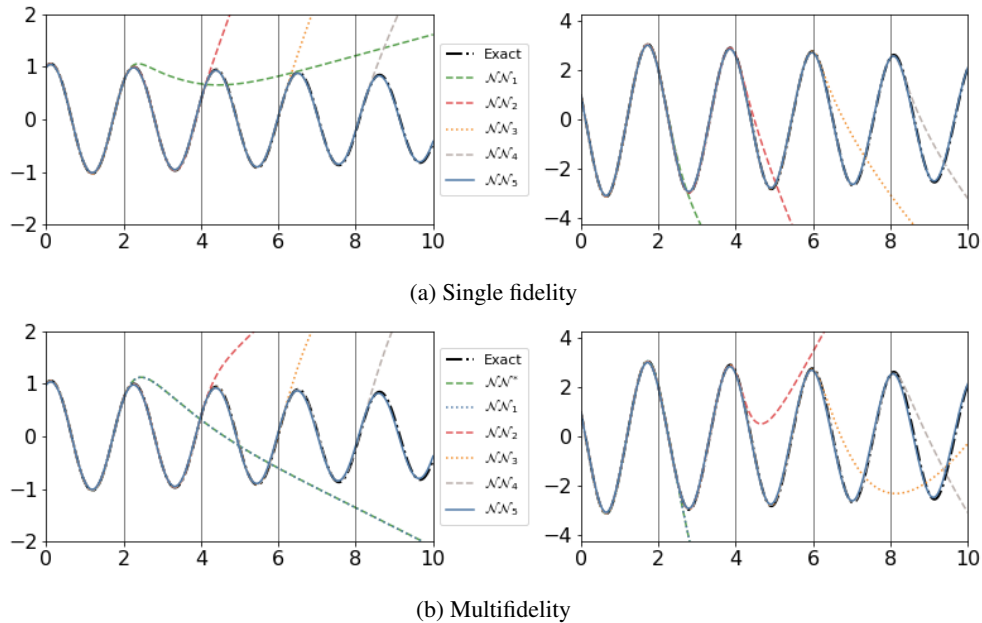 2
1
0
−1
−2
0 2 4 6 8 10
Exact
𝒩𝒩₁
𝒩𝒩₂
𝒩𝒩₃
𝒩𝒩₄
𝒩𝒩₅
4
2
0
−2
−4
0 2 4 6 8 10
(a) Single fidelity
2
1
0
−1
−2
0 2 4 6 8 10
Exact
𝒩𝒩*
𝒩𝒩₁
𝒩𝒩₂
𝒩𝒩₃
𝒩𝒩₄
𝒩𝒩₅
4
2
0
−2
−4
0 2 4 6 8 10
(b) Multifidelity